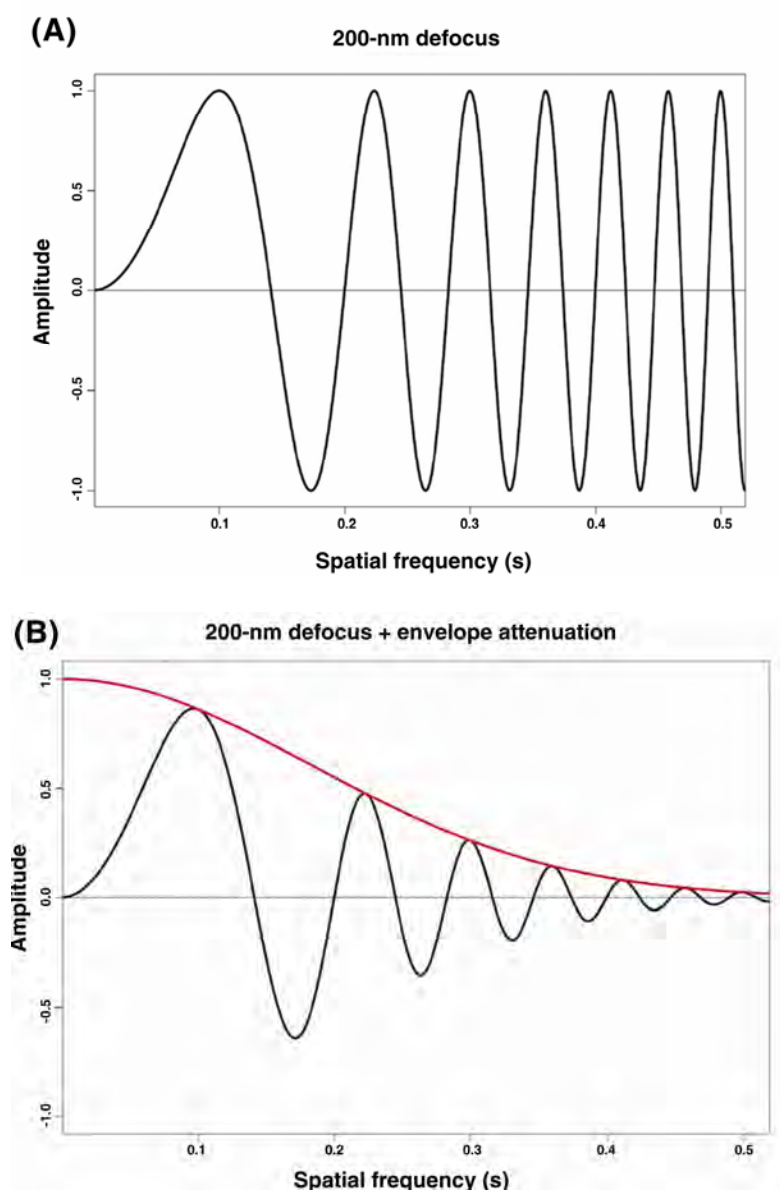 (A)
200-nm defocus
1.0
0.5
0.0
-0.5
-1.0
Amplitude
0.1 0.2 0.3 0.4 0.5
Spatial frequency (s)
(B)
200-nm defocus + envelope attenuation
1.0
0.5
0.0
-0.5
-1.0
Amplitude
0.1 0.2 0.3 0.4 0.5
Spatial frequency (s)